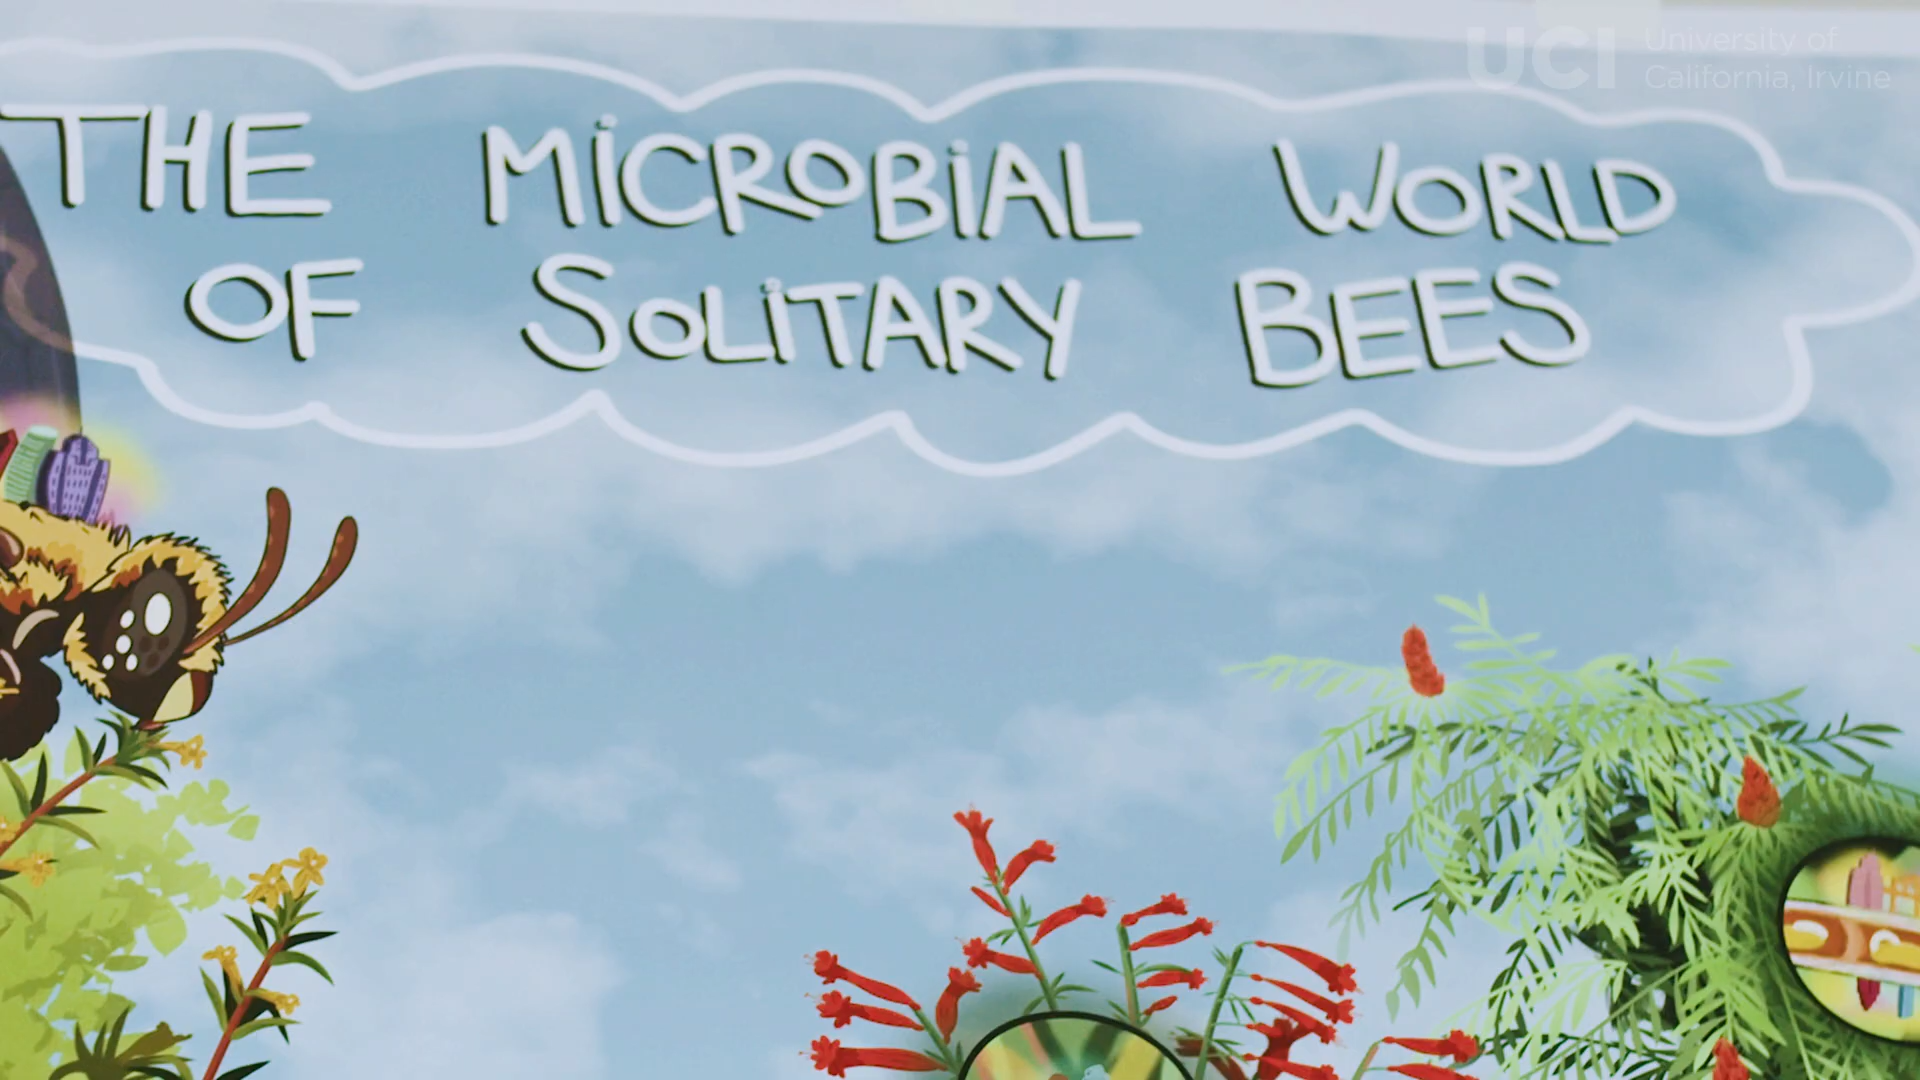 THE MiCROBiAL WORLD
OF SOLiTARY BEES
UCI
University of
California, Irvine